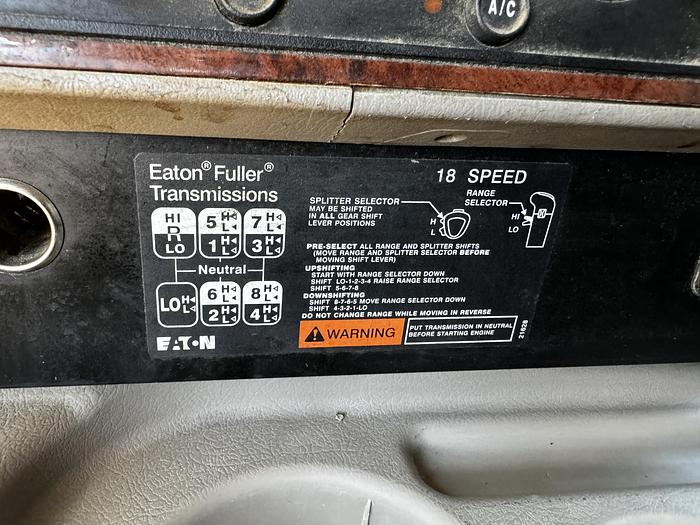 A/C
Eaton® Fuller®
Transmissions
18 SPEED
SPLITTER SELECTOR
MAY BE SHIFTED
IN ALL GEAR SHIFT
LEVER POSITIONS
H
L
RANGE
SELECTOR
HI
LO
HI
R
LO
5 H L
7 H L
1 H L
3 H L
Neutral
LO H L
6 H L
8 H L
2 H L
4 H L
PRE-SELECT ALL RANGE AND SPLITTER SHIFTS
(MOVE RANGE AND SPLITTER SELECTOR BEFORE
MOVING SHIFT LEVER)
UPSHIFTING
START WITH RANGE SELECTOR DOWN
SHIFT LO-1-2-3-4 RAISE RANGE SELECTOR
SHIFT 5-6-7-8
DOWNSHIFTING
SHIFT 8-7-6-5 MOVE RANGE SELECTOR DOWN
SHIFT 4-3-2-1-LO
DO NOT CHANGE RANGE WHILE MOVING IN REVERSE
WARNING
PUT TRANSMISSION IN NEUTRAL
BEFORE STARTING ENGINE
21628
EATON